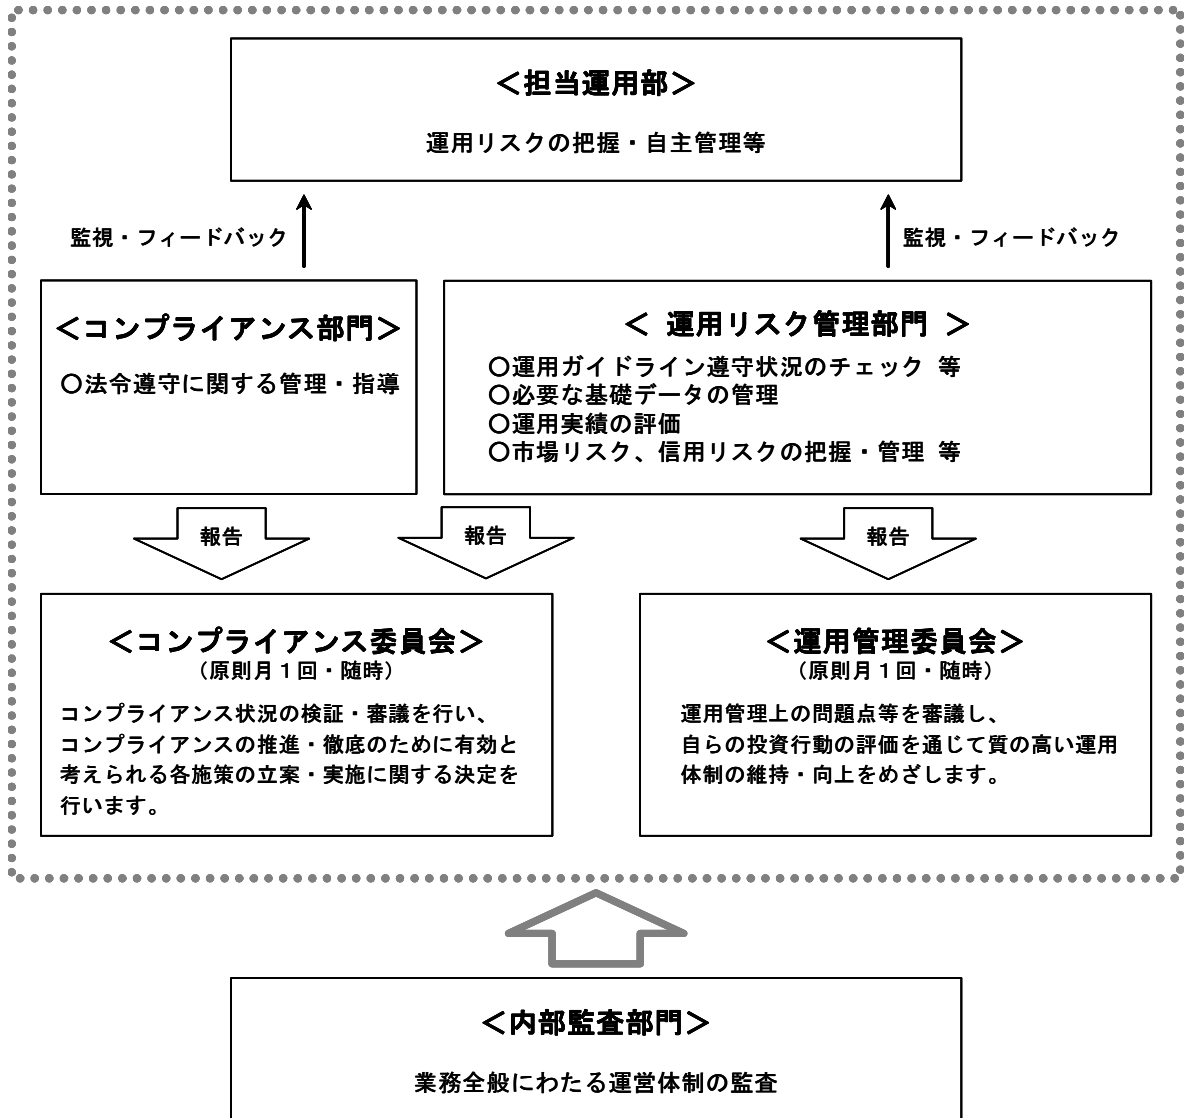 ＜担当運用部＞
運用リスクの把握・自主管理等
監視・フィードバック
監視・フィードバック
＜コンプライアンス部門＞
○法令遵守に関する管理・指導
＜ 運用リスク管理部門 ＞
○運用ガイドライン遵守状況のチェック 等
○必要な基礎データの管理
○運用実績の評価
○市場リスク、信用リスクの把握・管理 等
報告
報告
報告
＜コンプライアンス委員会＞
（原則月１回・随時）
コンプライアンス状況の検証・審議を行い、
コンプライアンスの推進・徹底のために有効と
考えられる各施策の立案・実施に関する決定を
行います。
＜運用管理委員会＞
（原則月１回・随時）
運用管理上の問題点等を審議し、
自らの投資行動の評価を通じて質の高い運用
体制の維持・向上をめざします。
＜内部監査部門＞
業務全般にわたる運営体制の監査